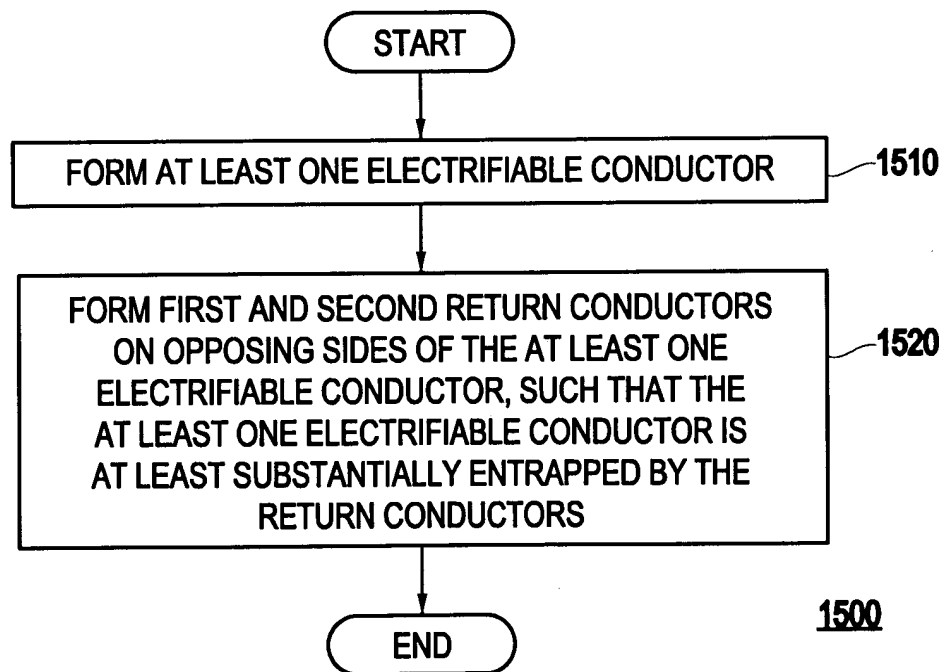 START
FORM AT LEAST ONE ELECTRIFIABLE CONDUCTOR
1510
FORM FIRST AND SECOND RETURN CONDUCTORS
ON OPPOSING SIDES OF THE AT LEAST ONE
ELECTRIFIABLE CONDUCTOR, SUCH THAT THE
AT LEAST ONE ELECTRIFIABLE CONDUCTOR IS
AT LEAST SUBSTANTIALLY ENTRAPPED BY THE
RETURN CONDUCTORS
1520
END
1500